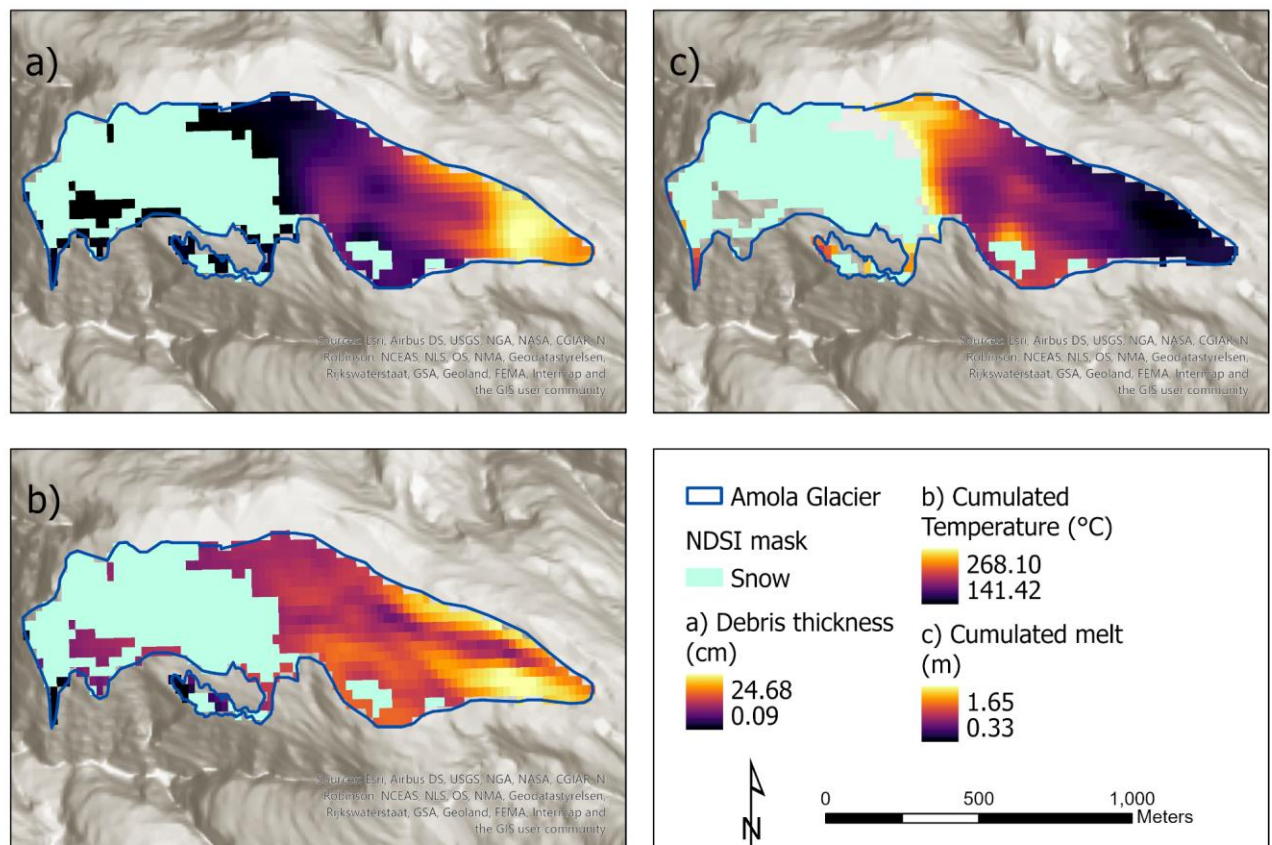 a)
Sources: Esri, Airbus DS, USGS, NGA, NASA, CGIAR, N
Robinson, NCEAS, NLS, OS, NMA, Geodatastyrelsen,
Rijkswaterstaat, GSA, Geoland, FEMA, Intermap and
the GIS user community
c)
Sources: Esri, Airbus DS, USGS, NGA, NASA, CGIAR, N
Robinson, NCEAS, NLS, OS, NMA, Geodatastyrelsen,
Rijkswaterstaat, GSA, Geoland, FEMA, Intermap and
the GIS user community
b)
Sources: Esri, Airbus DS, USGS, NGA, NASA, CGIAR, N
Robinson, NCEAS, NLS, OS, NMA, Geodatastyrelsen,
Rijkswaterstaat, GSA, Geoland, FEMA, Intermap and
the GIS user community
Amola Glacier
NDSI mask
Snow
a) Debris thickness
(cm)
24.68
0.09
b) Cumulated
Temperature (°C)
268.10
141.42
c) Cumulated melt
(m)
1.65
0.33
N
0 500 1,000
Meters